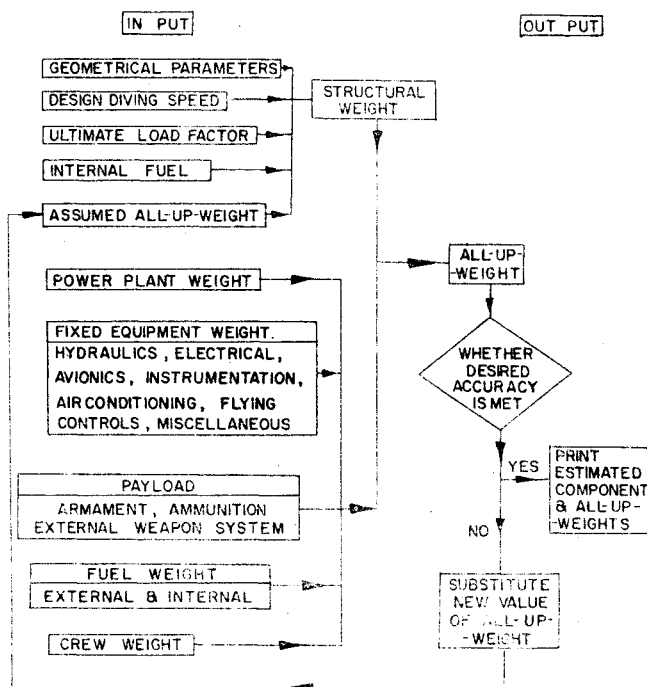 IN PUT
OUT PUT
GEOMETRICAL PARAMETERS
DESIGN DIVING SPEED
ULTIMATE LOAD FACTOR
INTERNAL FUEL
ASSUMED ALL-UP-WEIGHT
STRUCTURAL
WEIGHT
POWER PLANT WEIGHT
FIXED EQUIPMENT WEIGHT.
HYDRAULICS, ELECTRICAL,
AVIONICS, INSTRUMENTATION,
AIRCONDITIONING, FLYING
CONTROLS, MISCELLANEOUS
PAYLOAD
ARMAMENT, AMMUNITION
EXTERNAL WEAPON SYSTEM
FUEL WEIGHT
EXTERNAL & INTERNAL
CREW WEIGHT
ALL-UP-
-WEIGHT
WHETHER
DESIRED
ACCURACY
IS MET
YES
PRINT
ESTIMATED
COMPONENT
& ALL-UP-
-WEIGHTS
NO
SUBSTITUTE
NEW VALUE
OF ALL-UP-
-WEIGHT